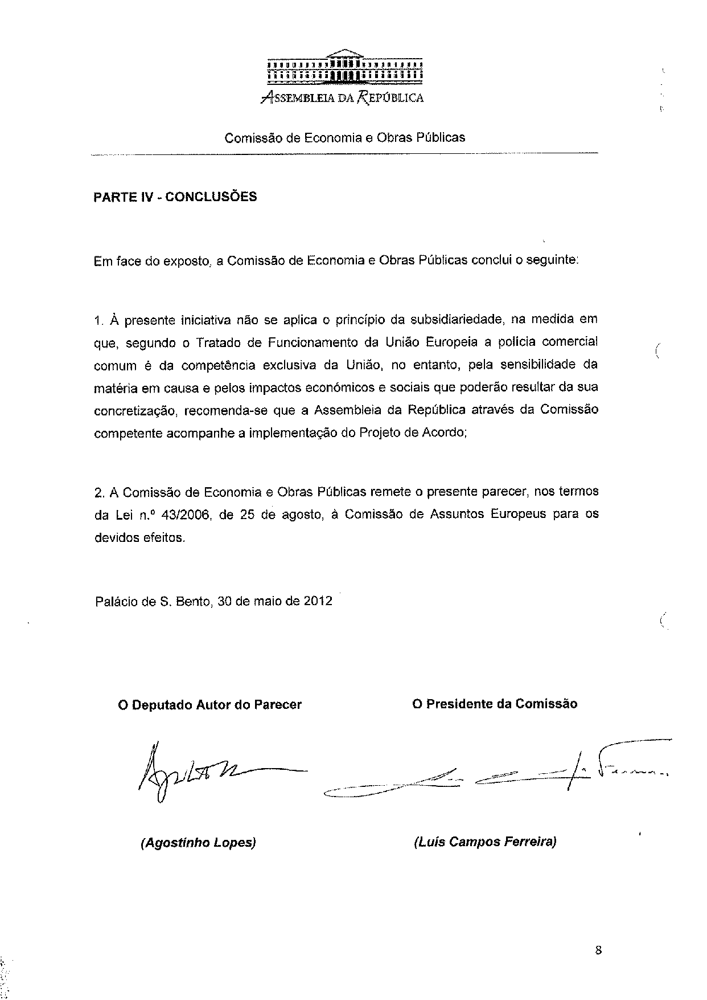 ASSEMBLEIA DA REPÚBLICA
Comissão de Economia e Obras Públicas
PARTE IV - CONCLUSÕES
Em face do exposto, a Comissão de Economia e Obras Públicas conclui o seguinte:
1. À presente iniciativa não se aplica o princípio da subsidiariedade, na medida em
que, segundo o Tratado de Funcionamento da União Europeia a policia comercial
comum é da competência exclusiva da União, no entanto, pela sensibilidade da
matéria em causa e pelos impactos económicos e sociais que poderão resultar da sua
concretização, recomenda-se que a Assembleia da República através da Comissão
competente acompanhe a implementação do Projeto de Acordo;
2. A Comissão de Economia e Obras Públicas remete o presente parecer, nos termos
da Lei n.º 43/2006, de 25 de agosto, à Comissão de Assuntos Europeus para os
devidos efeitos.
Palácio de S. Bento, 30 de maio de 2012
O Deputado Autor do Parecer O Presidente da Comissão
(Agostinho Lopes) (Luís Campos Ferreira)
8